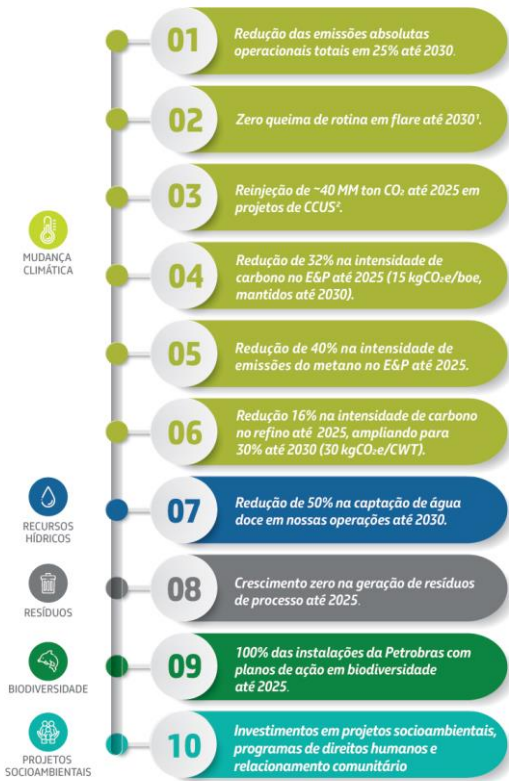 01
Redução das emissões absolutas
operacionais totais em 25% até 2030.
02
Zero queima de rotina em flare até 2030¹.
03
Reinjeção de ~40 MM ton CO₂ até 2025 em
projetos de CCUS².
MUDANÇA
CLIMÁTICA
04
Redução de 32% na intensidade de
carbono no E&P até 2025 (15 kgCO₂e/boe,
mantidos até 2030).
05
Redução de 40% na intensidade de
emissões do metano no E&P até 2025.
06
Redução 16% na intensidade de carbono
no refino até 2025, ampliando para
30% até 2030 (30 kgCO₂e/CWT).
RECURSOS
HÍDRICOS
07
Redução de 50% na captação de água
doce em nossas operações até 2030.
RESÍDUOS
08
Crescimento zero na geração de resíduos
de processo até 2025.
BIODIVERSIDADE
09
100% das instalações da Petrobras com
planos de ação em biodiversidade
até 2025.
PROJETOS
SOCIOAMBIENTAIS
10
Investimentos em projetos socioambientais,
programas de direitos humanos e
relacionamento comunitário